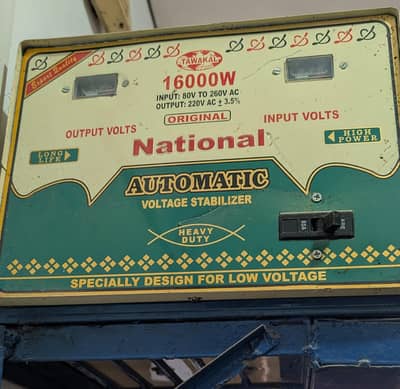 TAWAKAL
Export Quality
16000W
INPUT: 80V TO 260V AC
OUTPUT: 220V AC ± 3.5%
ORIGINAL
OUTPUT VOLTS
INPUT VOLTS
National
LONG LIFE
HIGH POWER
AUTOMATIC
VOLTAGE STABILIZER
HEAVY
DUTY
SPECIALLY DESIGN FOR LOW VOLTAGE